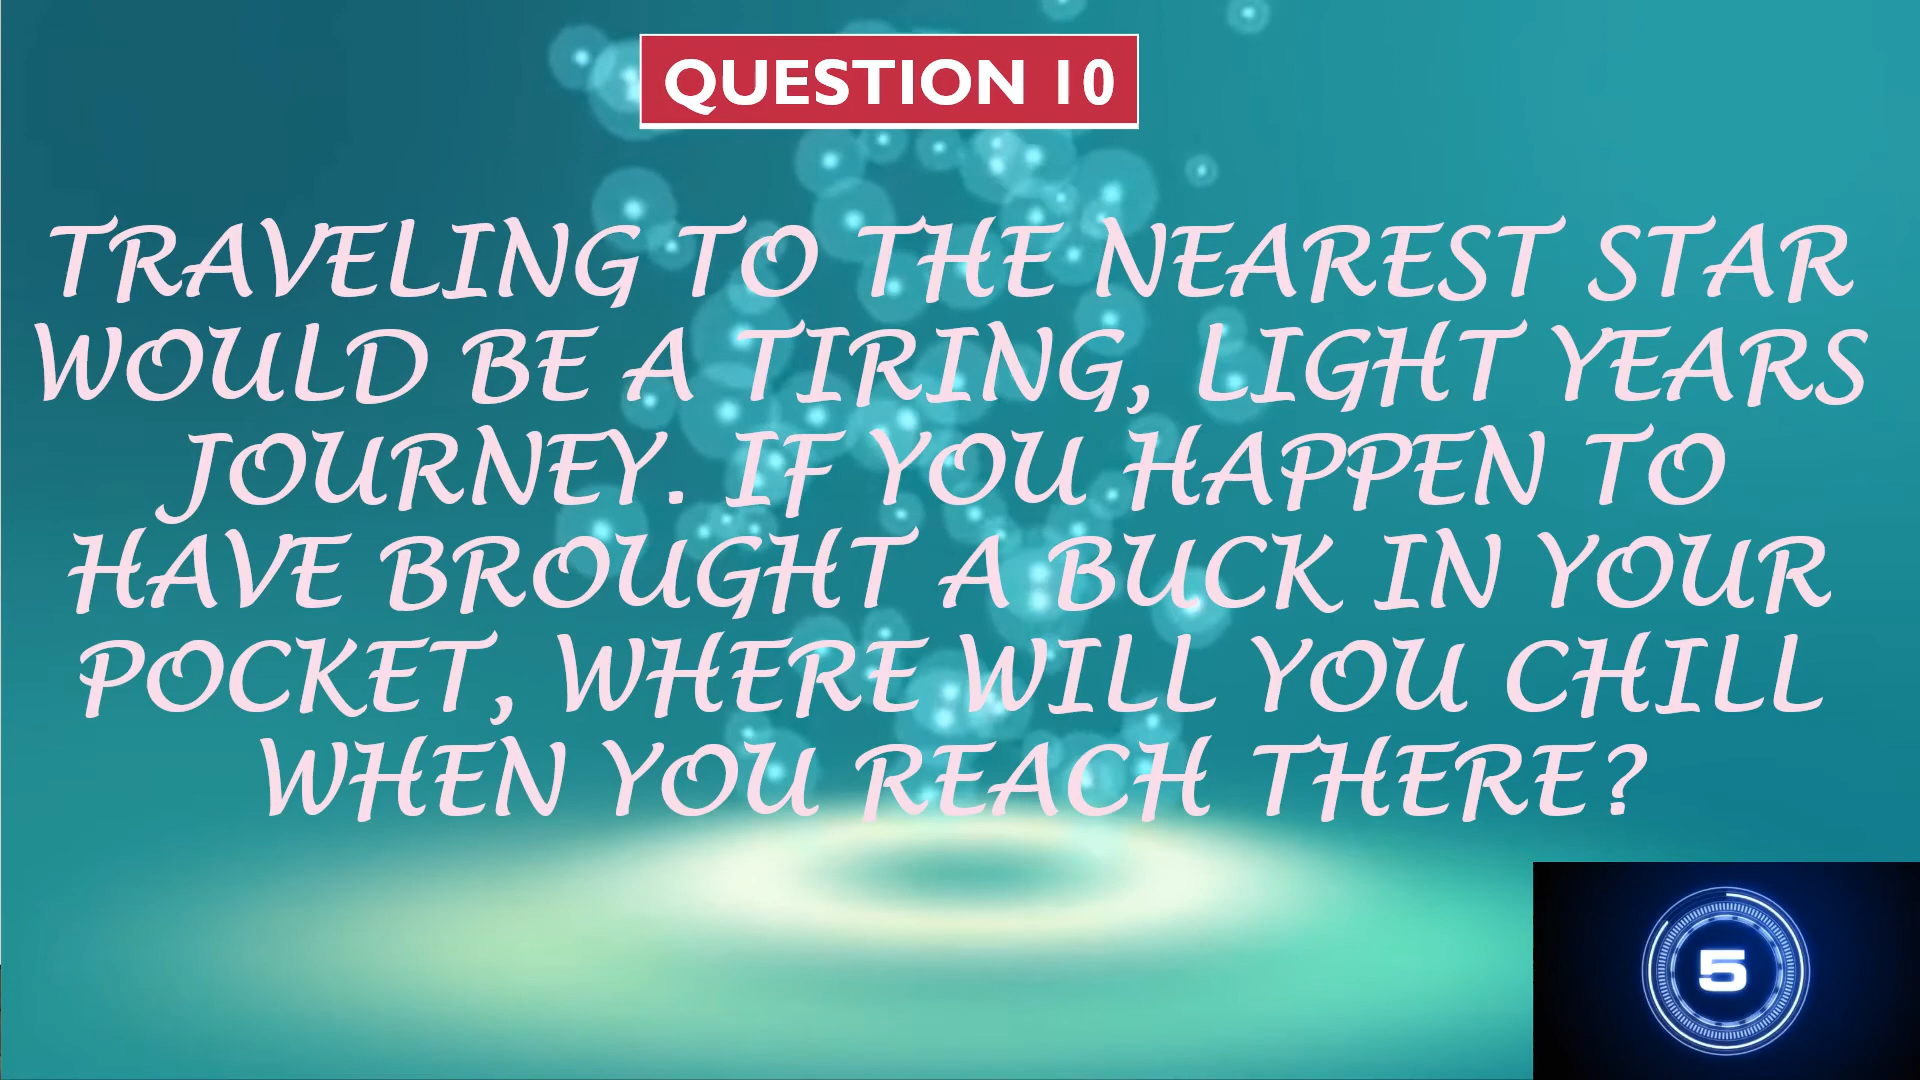 QUESTION 10
TRAVELING TO THE NEAREST STAR
WOULD BE A TIRING, LIGHT YEARS
JOURNEY. IF YOU HAPPEN TO
HAVE BROUGHT A BUCK IN YOUR
POCKET, WHERE WILL YOU CHILL
WHEN YOU REACH THERE?
5